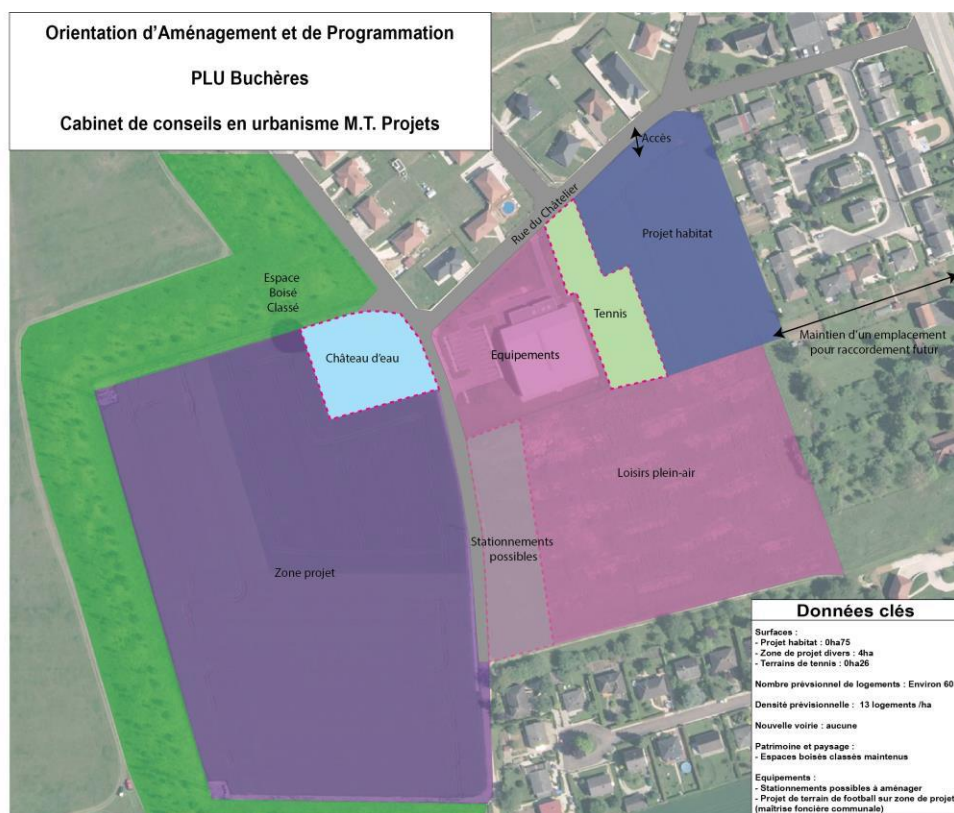 Orientation d'Aménagement et de Programmation
PLU Buchères
Cabinet de conseils en urbanisme M.T. Projets
Accès
Rue du Châtelier
Projet habitat
Espace
Boisé
Classé
Tennis
Maintien d'un emplacement
pour raccordement futur
Château d'eau
Equipements
Loisirs plein-air
Stationnements
possibles
Zone projet
Données clés
Surfaces :
- Projet habitat : 0ha75
- Zone de projet divers : 4ha
- Terrains de tennis : 0ha26
Nombre prévsionnel de logements : Environ 60
Densité prévisionnelle : 13 logements /ha
Nouvelle voirie : aucune
Patrimoine et paysage :
- Espaces boisés classés maintenus
Equipements :
- Stationnements possibles à aménager
- Projet de terrain de football sur zone de projet
(maîtrise foncière communale)